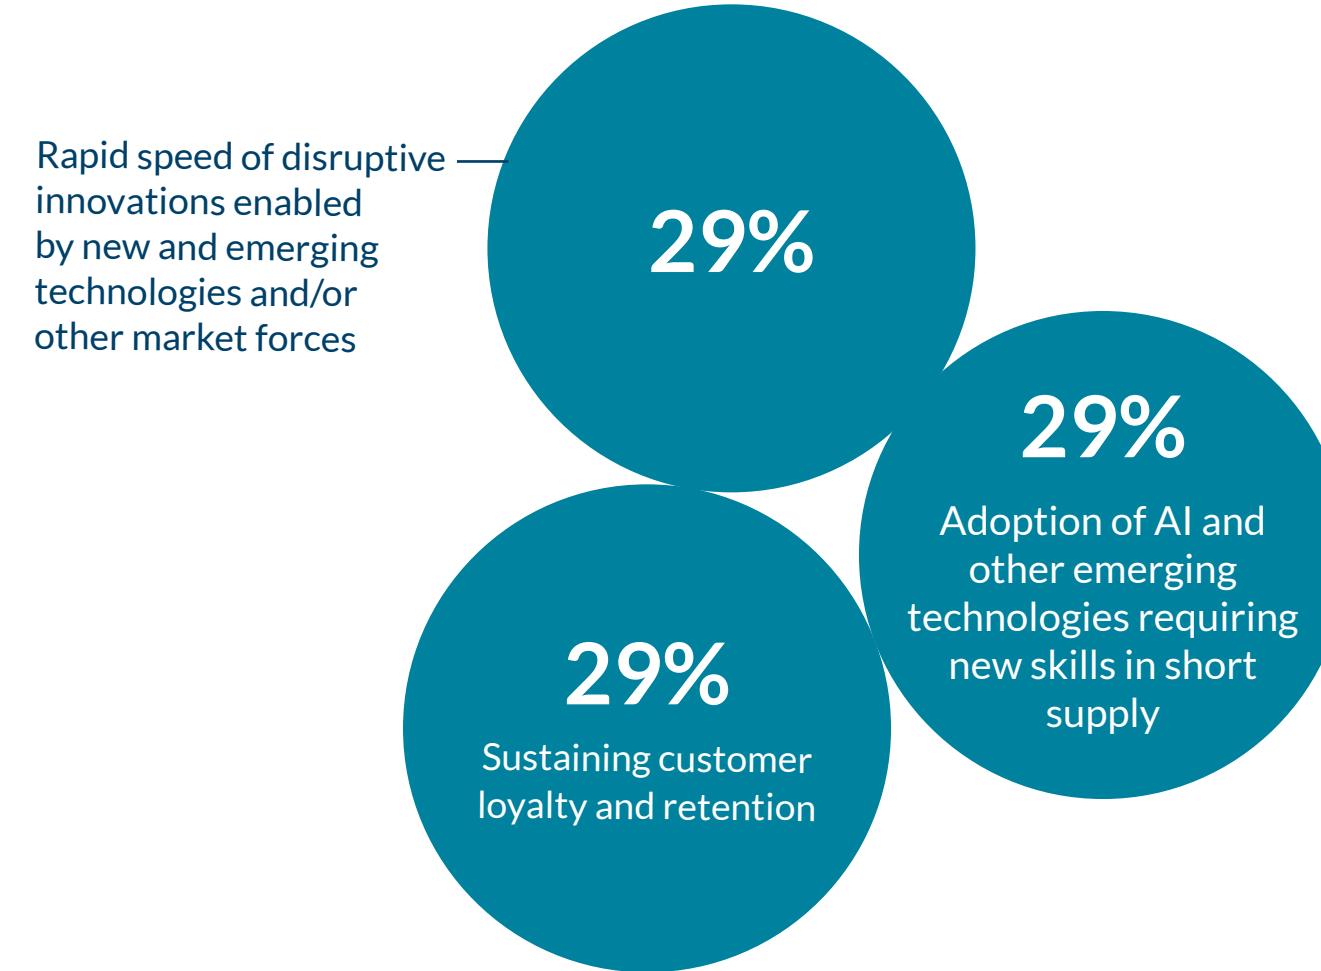 Rapid speed of disruptive
innovations enabled
by new and emerging
technologies and/or
other market forces
29%
29%
Adoption of AI and
other emerging
technologies requiring
new skills in short
supply
29%
Sustaining customer
loyalty and retention